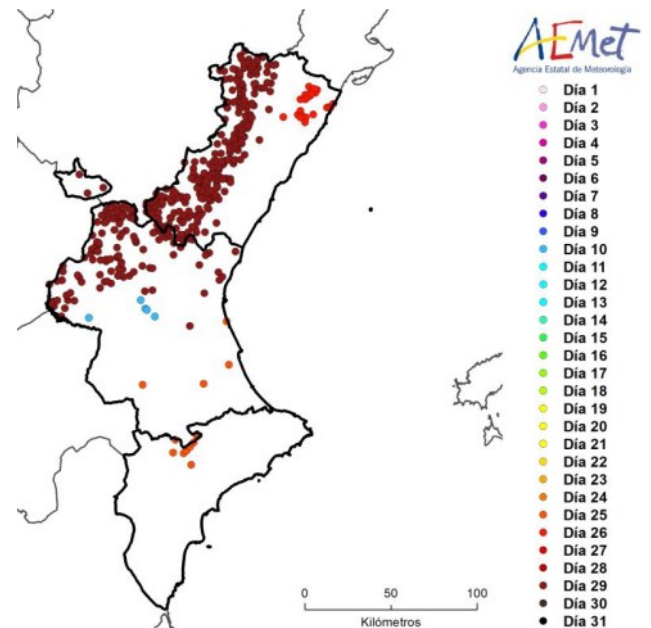 AEMet
Agencia Estatal de Meteorología
Día 1
Día 2
Día 3
Día 4
Día 5
Día 6
Día 7
Día 8
Día 9
Día 10
Día 11
Día 12
Día 13
Día 14
Día 15
Día 16
Día 17
Día 18
Día 19
Día 20
Día 21
Día 22
Día 23
Día 24
Día 25
Día 26
Día 27
Día 28
Día 29
Día 30
Día 31
0 50 100
Kilómetros